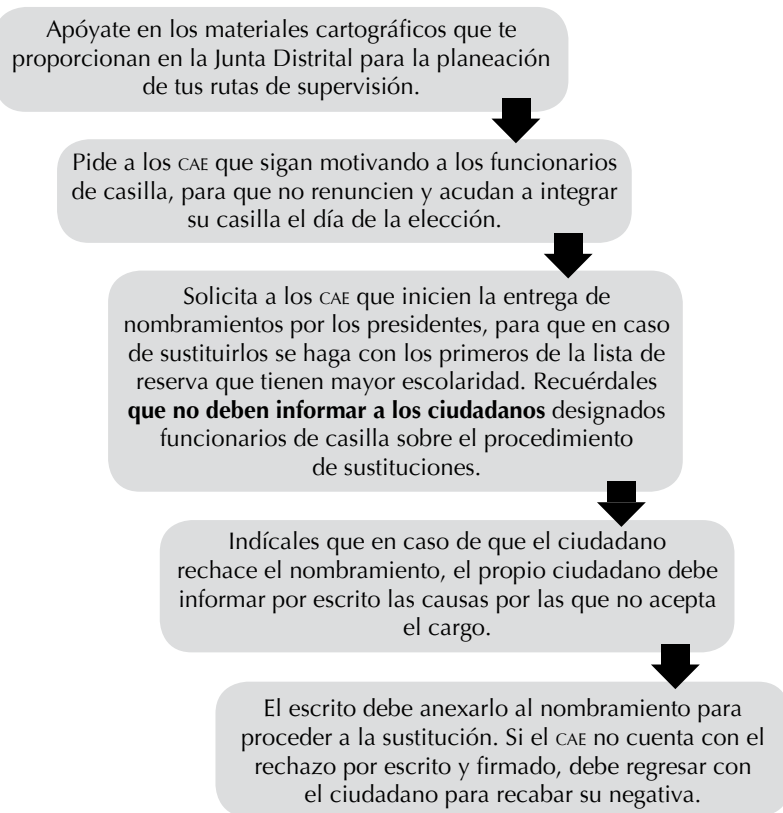 Apóyate en los materiales cartográficos que te
proporcionan en la Junta Distrital para la planeación
de tus rutas de supervisión.
Pide a los CAE que sigan motivando a los funcionarios
de casilla, para que no renuncien y acudan a integrar
su casilla el día de la elección.
Solicita a los CAE que inicien la entrega de
nombramientos por los presidentes, para que en caso
de sustituirlos se haga con los primeros de la lista de
reserva que tienen mayor escolaridad. Recuérdales
que no deben informar a los ciudadanos designados
funcionarios de casilla sobre el procedimiento
de sustituciones.
Indícales que en caso de que el ciudadano
rechace el nombramiento, el propio ciudadano debe
informar por escrito las causas por las que no acepta
el cargo.
El escrito debe anexarlo al nombramiento para
proceder a la sustitución. Si el CAE no cuenta con el
rechazo por escrito y firmado, debe regresar con
el ciudadano para recabar su negativa.